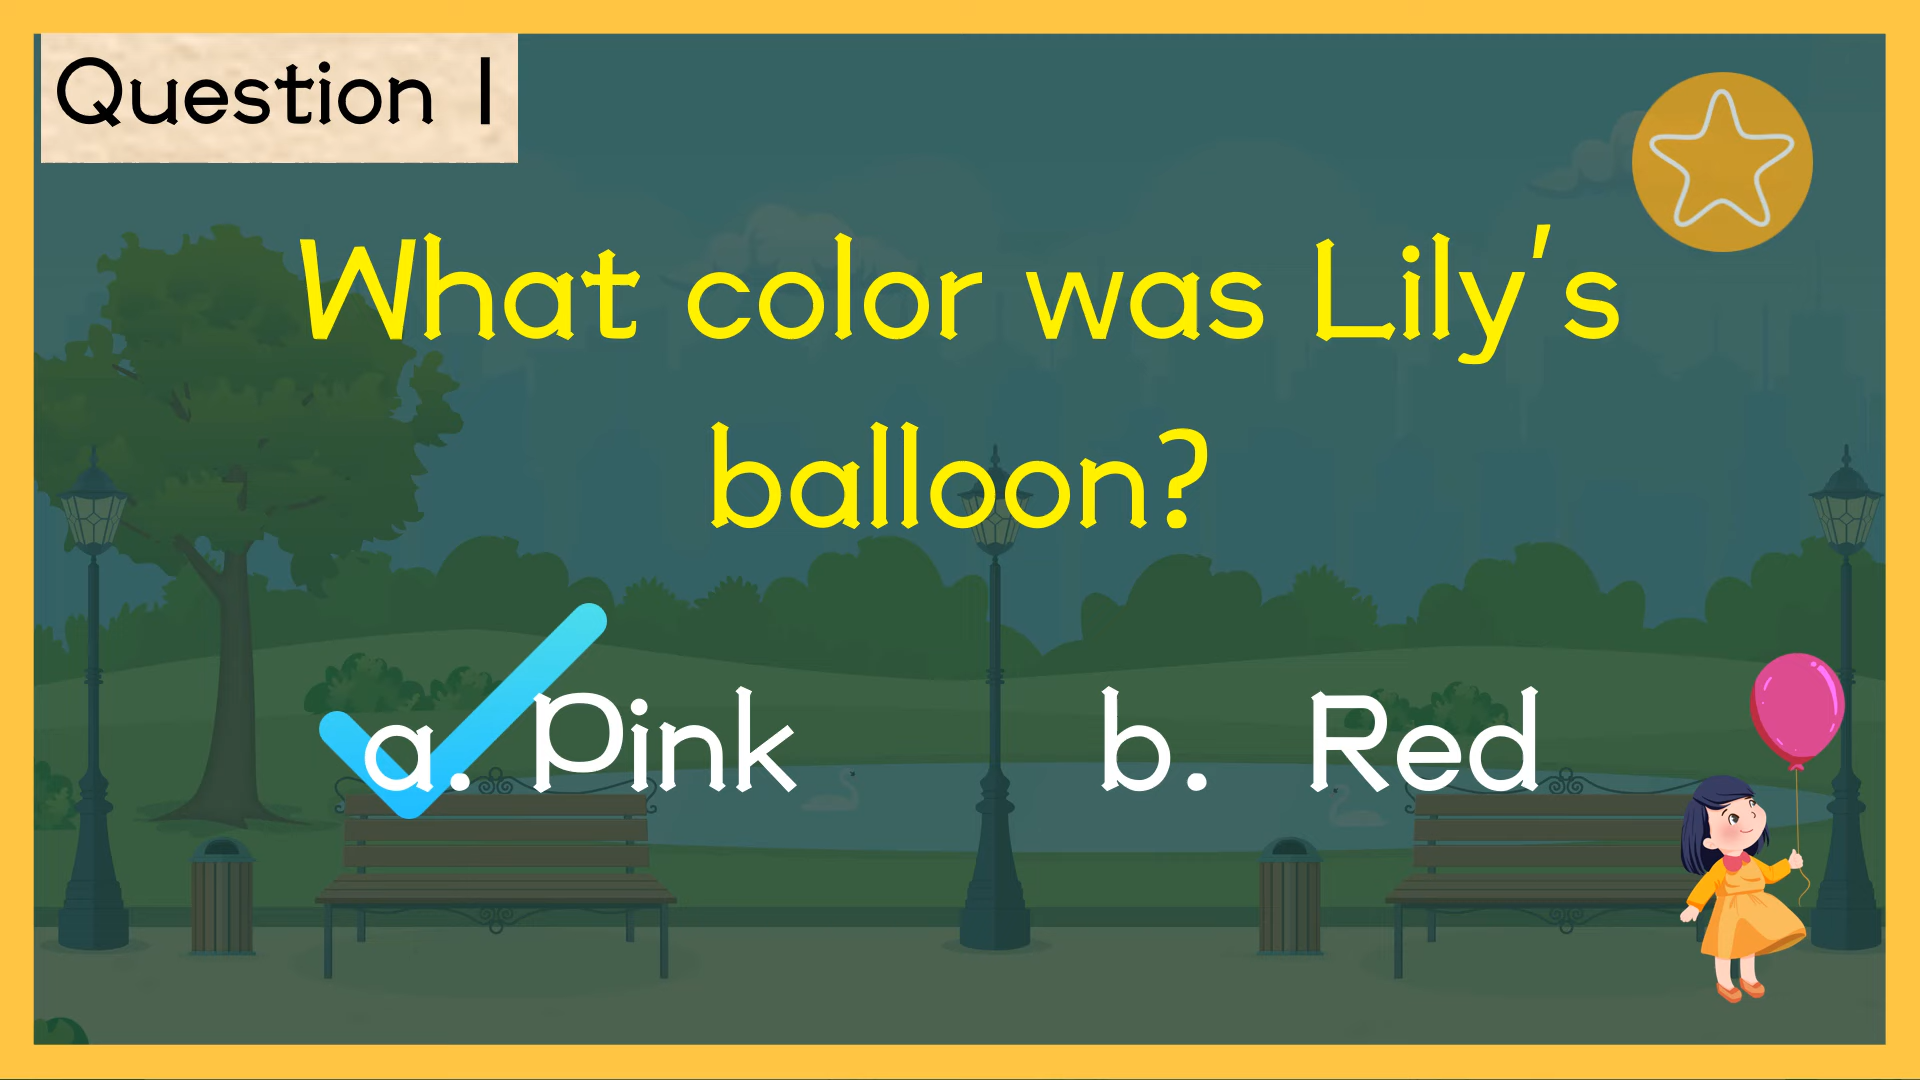 Question 1
What color was Lily's
balloon?
a. Pink
b. Red